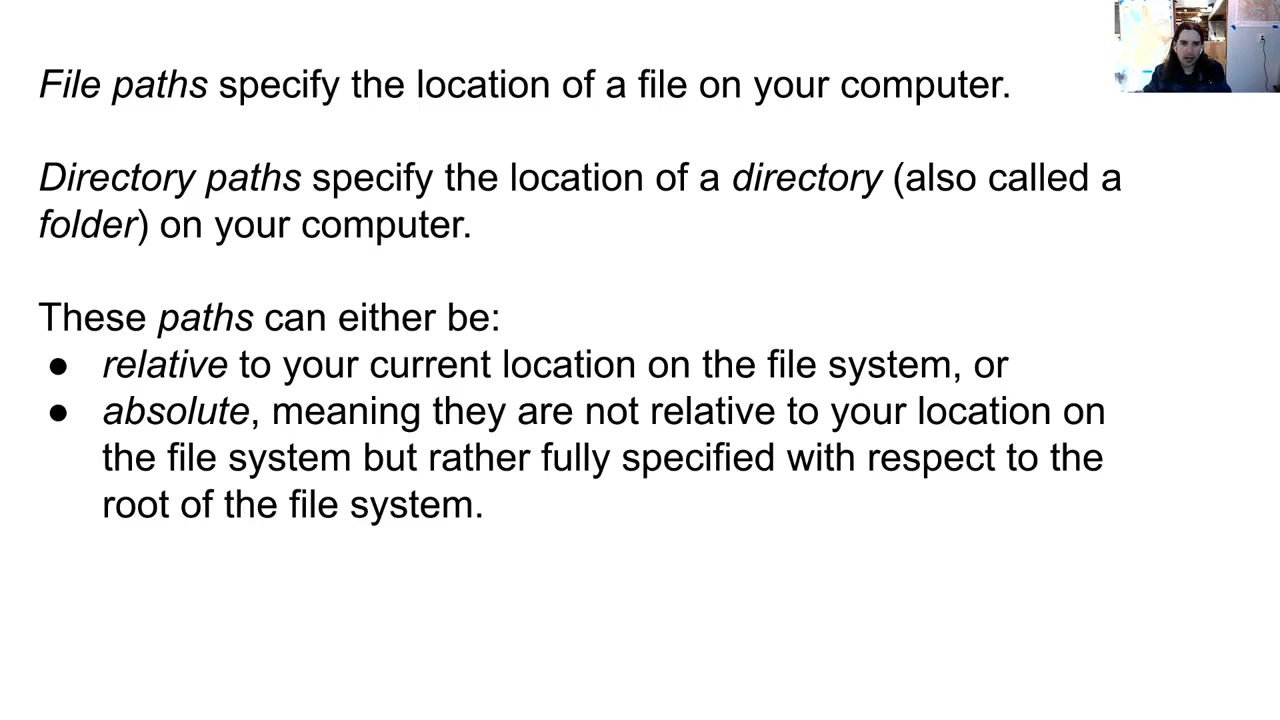 File paths specify the location of a file on your computer.
Directory paths specify the location of a directory (also called a
folder) on your computer.
These paths can either be:
● relative to your current location on the file system, or
● absolute, meaning they are not relative to your location on
the file system but rather fully specified with respect to the
root of the file system.